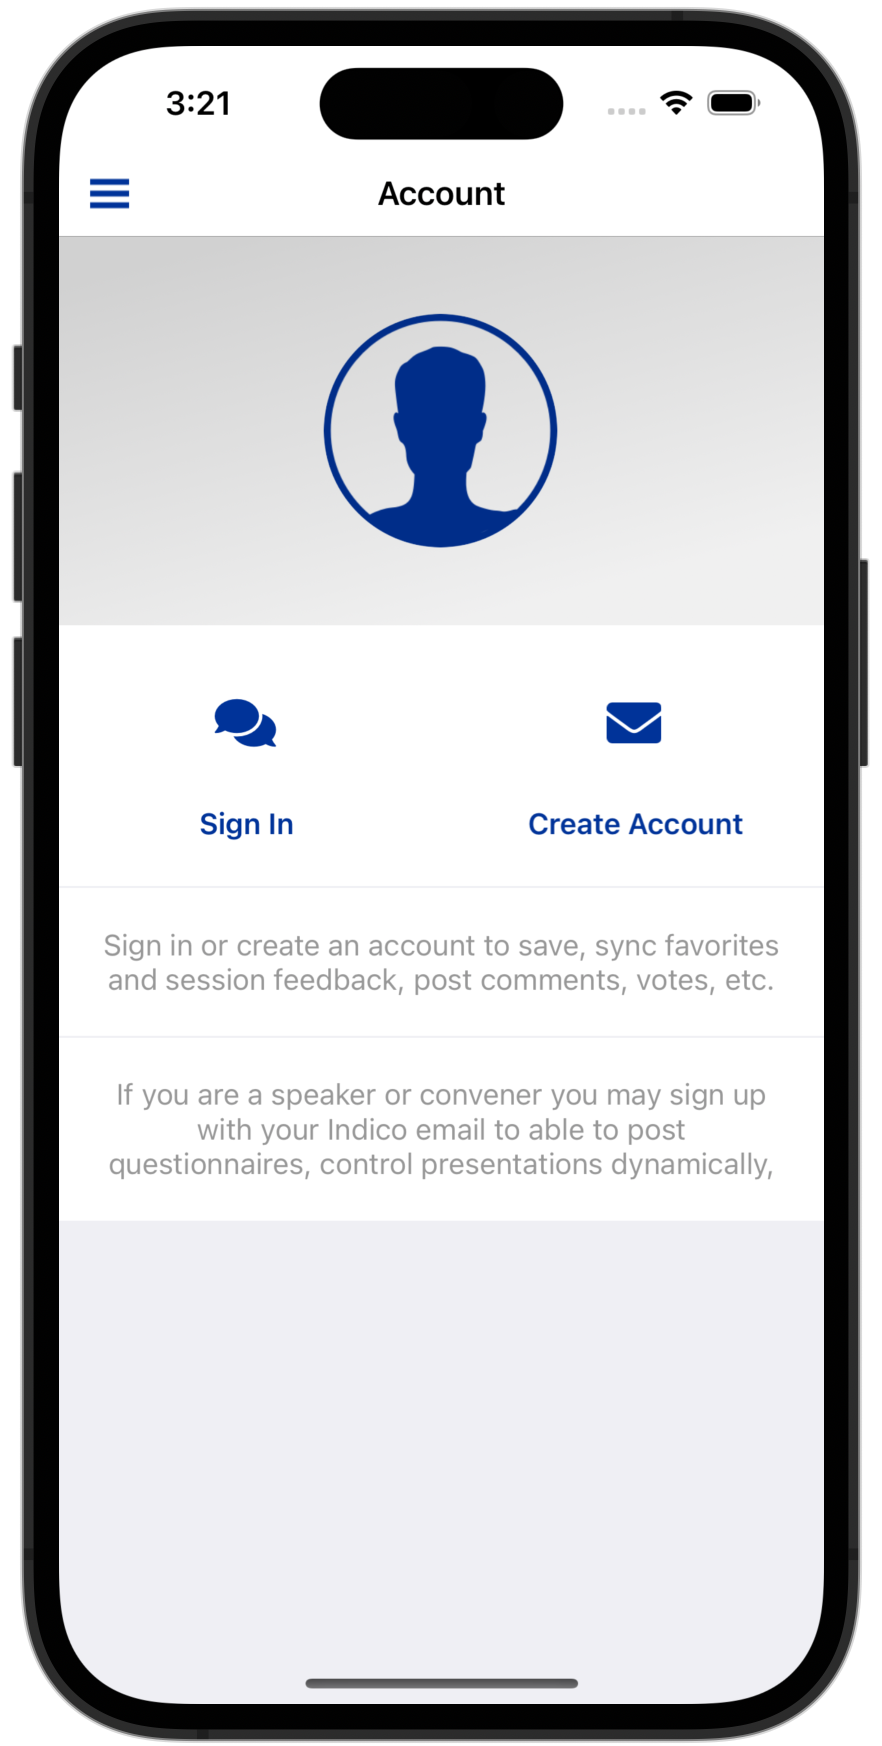 3:21
Account
Sign In
Create Account
Sign in or create an account to save, sync favorites
and session feedback, post comments, votes, etc.
If you are a speaker or convener you may sign up
with your Indico email to able to post
questionnaires, control presentations dynamically,